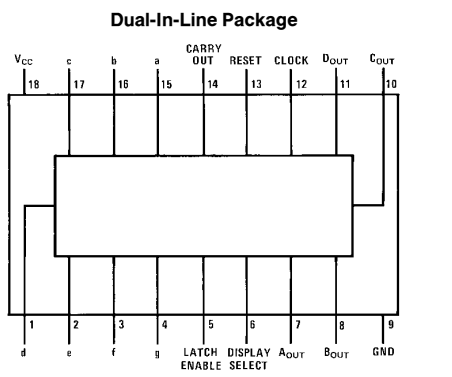 Dual-In-Line Package
VCC c b a CARRY OUT RESET CLOCK DOUT COUT
18 17 16 15 14 13 12 11 10
1 2 3 4 5 6 7 8 9
d e f g LATCH ENABLE DISPLAY SELECT AOUT BOUT GND